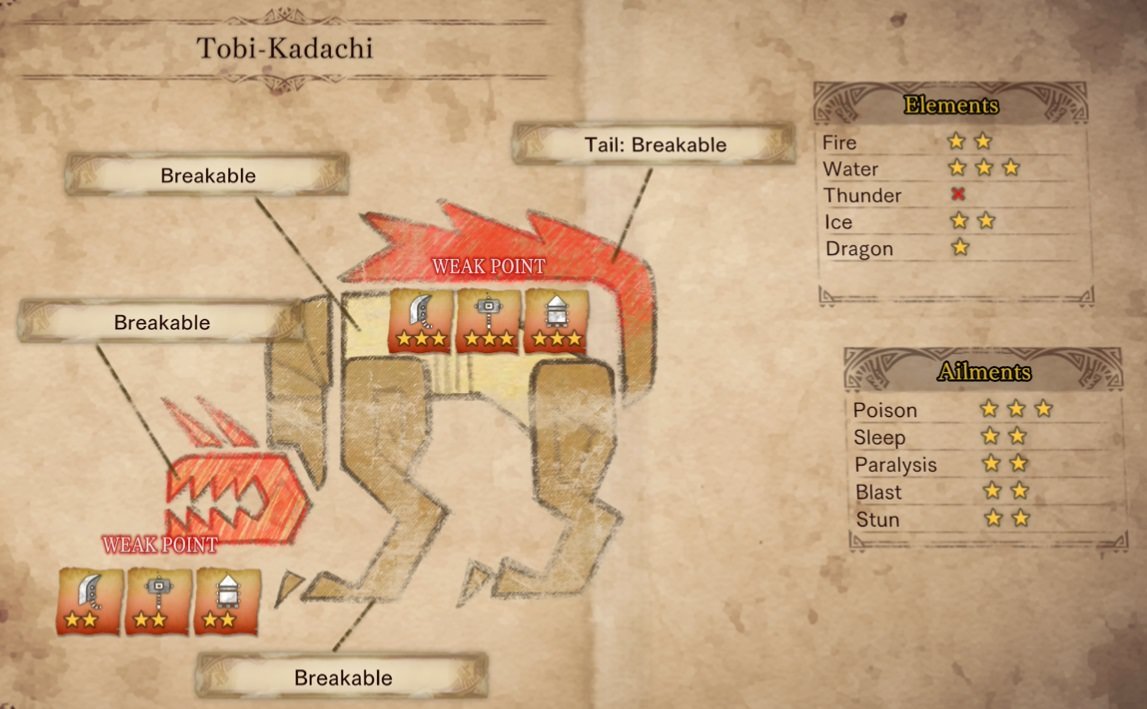 Tobi-Kadachi
Tail: Breakable
Breakable
Breakable
WEAK POINT
WEAK POINT
Breakable
Elements
Fire
Water
Thunder
Ice
Dragon
Ailments
Poison
Sleep
Paralysis
Blast
Stun